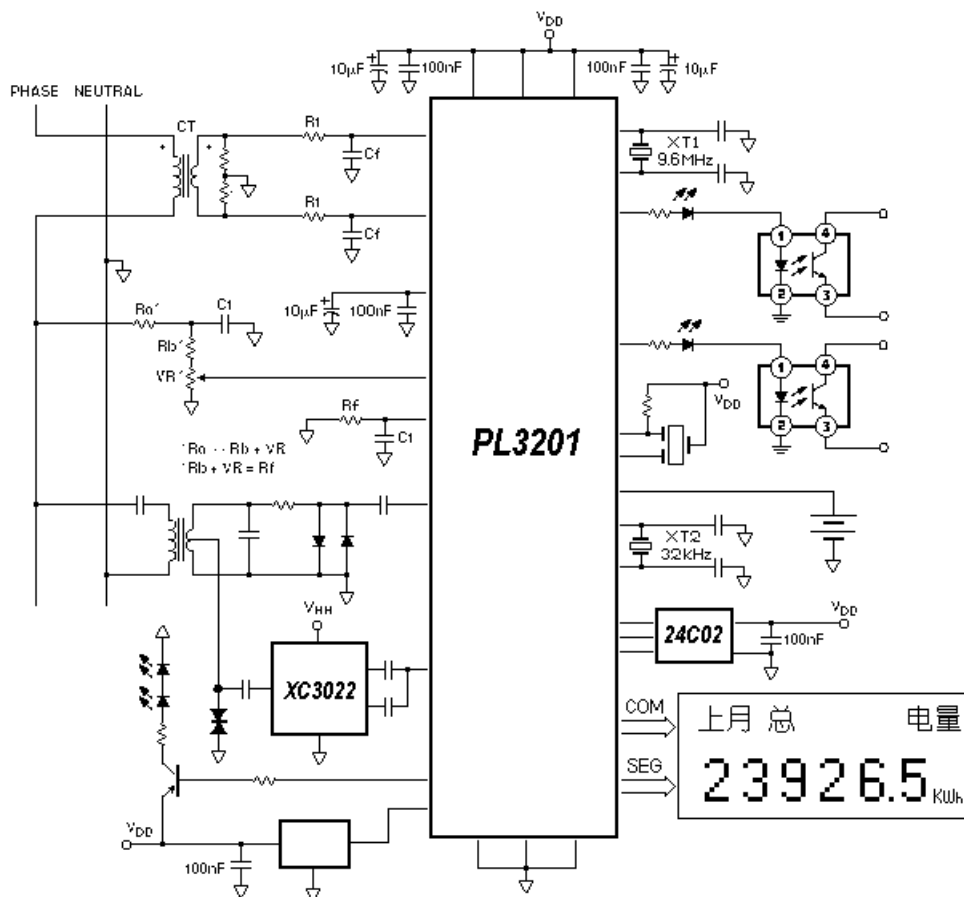 VDD
10μF
100nF
100nF
10μF
PHASE NEUTRAL
CT
R1
Cf
XT1
9.6MHz
R1
Cf
1
4
2
3
10μF
100nF
Ro'
C1
Rb'
VR'
1
4
2
3
VDD
Rf
C1
PL3201
Rb + VR
'Rb + VR = Rf
XT2
32kHz
VHH
XC3022
24C02
VDD
100nF
COM
上月 总 电量
SEG
23926.5 KWh
VDD
100nF